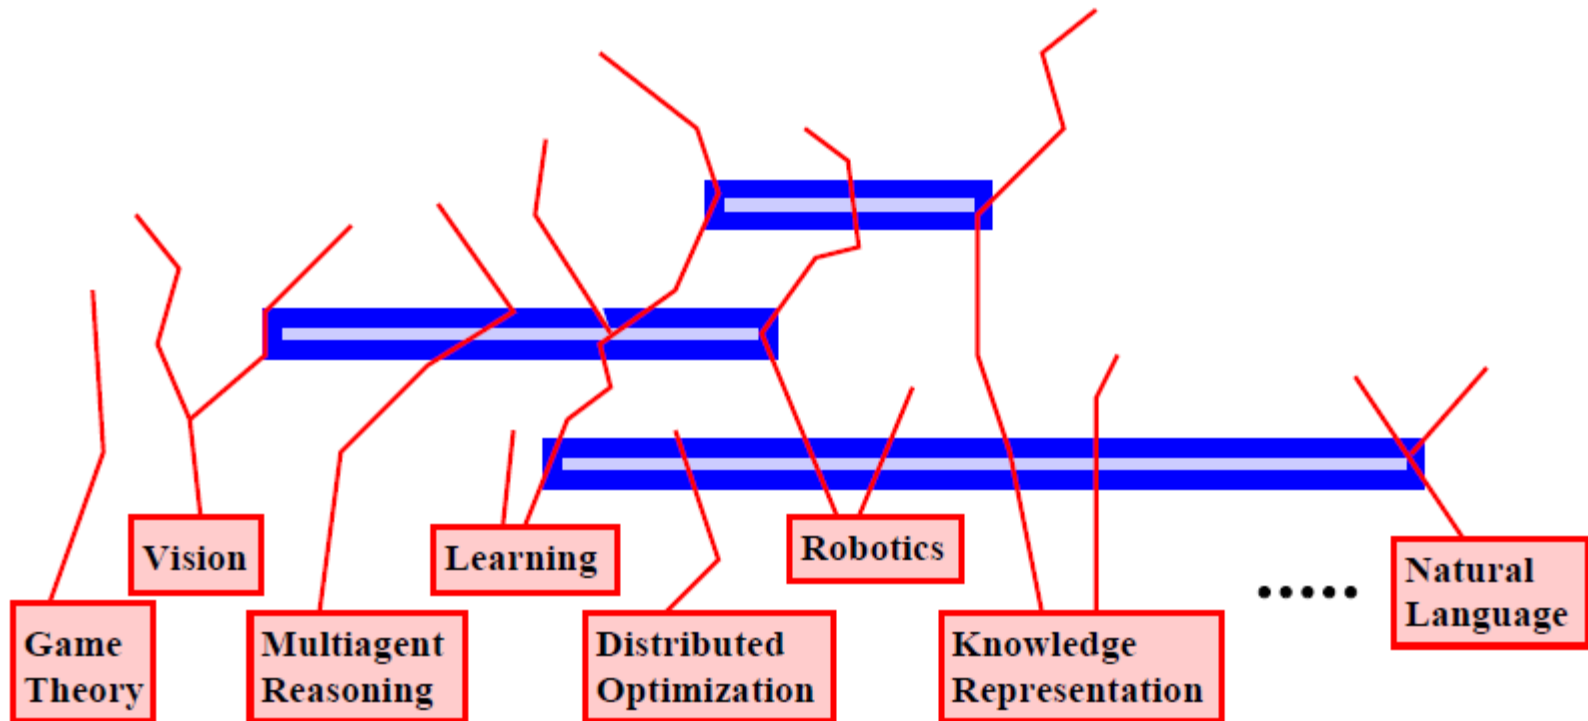 Vision
Learning
Robotics
Natural
Language
Game
Theory
Multiagent
Reasoning
Distributed
Optimization
Knowledge
Representation